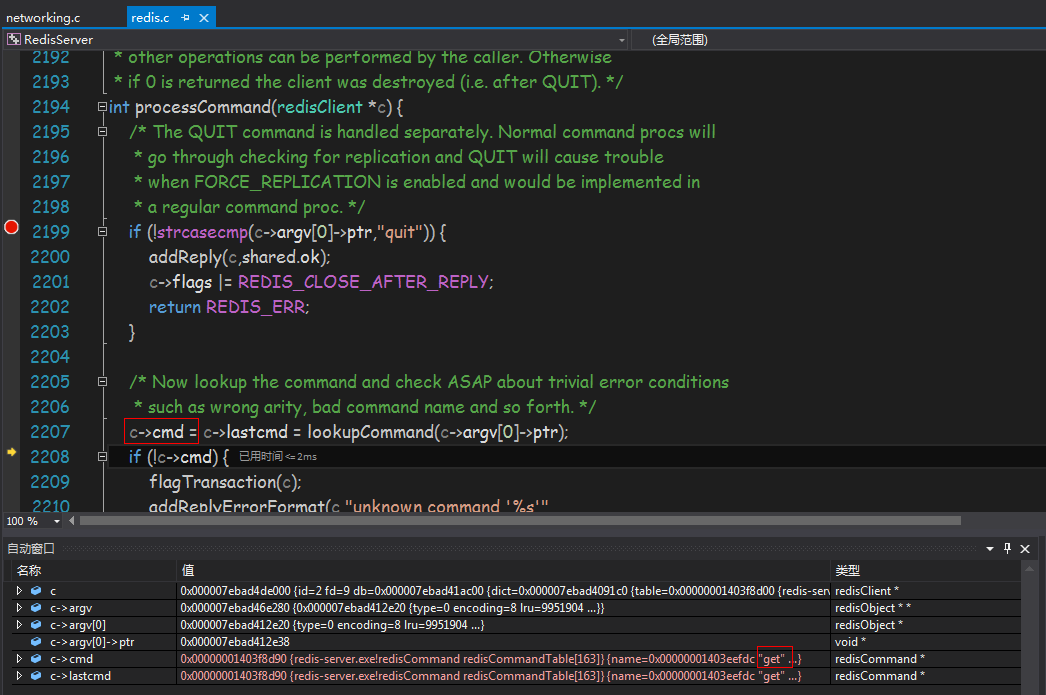 networking.c
redis.c
RedisServer
(全局范围)
2192 * other operations can be performed by the caller. Otherwise
2193 * if 0 is returned the client was destroyed (i.e. after QUIT). */
2194 int processCommand(redisClient *c) {
2195 /* The QUIT command is handled separately. Normal command procs will
2196 * go through checking for replication and QUIT will cause trouble
2197 * when FORCE_REPLICATION is enabled and would be implemented in
2198 * a regular command proc. */
2199 if (!strcasecmp(c->argv[0]->ptr,"quit")) {
2200 addReply(c,shared.ok);
2201 c->flags |= REDIS_CLOSE_AFTER_REPLY;
2202 return REDIS_ERR;
2203 }
2204
2205 /* Now lookup the command and check ASAP about trivial error conditions
2206 * such as wrong arity, bad command name and so forth. */
2207 c->cmd = c->lastcmd = lookupCommand(c->argv[0]->ptr);
2208 if (!c->cmd) { 已用时间 <= 2ms
2209 flagTransaction(c);
2210 addReplyErrorFormat(c "unknown command '%s'"
100 %
自动窗口
名称 值 类型
c 0x000007ebad4de000 {id=2 fd=9 db=0x000007ebad41ac00 {dict=0x000007ebad4091c0 {table=0x00000001403f8d00 {redis-serv redisClient *
c->argv 0x000007ebad46e280 {0x000007ebad412e20 {type=0 encoding=8 lru=9951904 ...}} redisObject * *
c->argv[0] 0x000007ebad412e20 {type=0 encoding=8 lru=9951904 ...} redisObject *
c->argv[0]->ptr 0x000007ebad412e38 void *
c->cmd 0x00000001403f8d90 {redis-server.exe!redisCommand redisCommandTable[163]} {name=0x00000001403eefdc "get" ...} redisCommand *
c->lastcmd 0x00000001403f8d90 {redis-server.exe!redisCommand redisCommandTable[163]} {name=0x00000001403eefdc "get" ...} redisCommand *